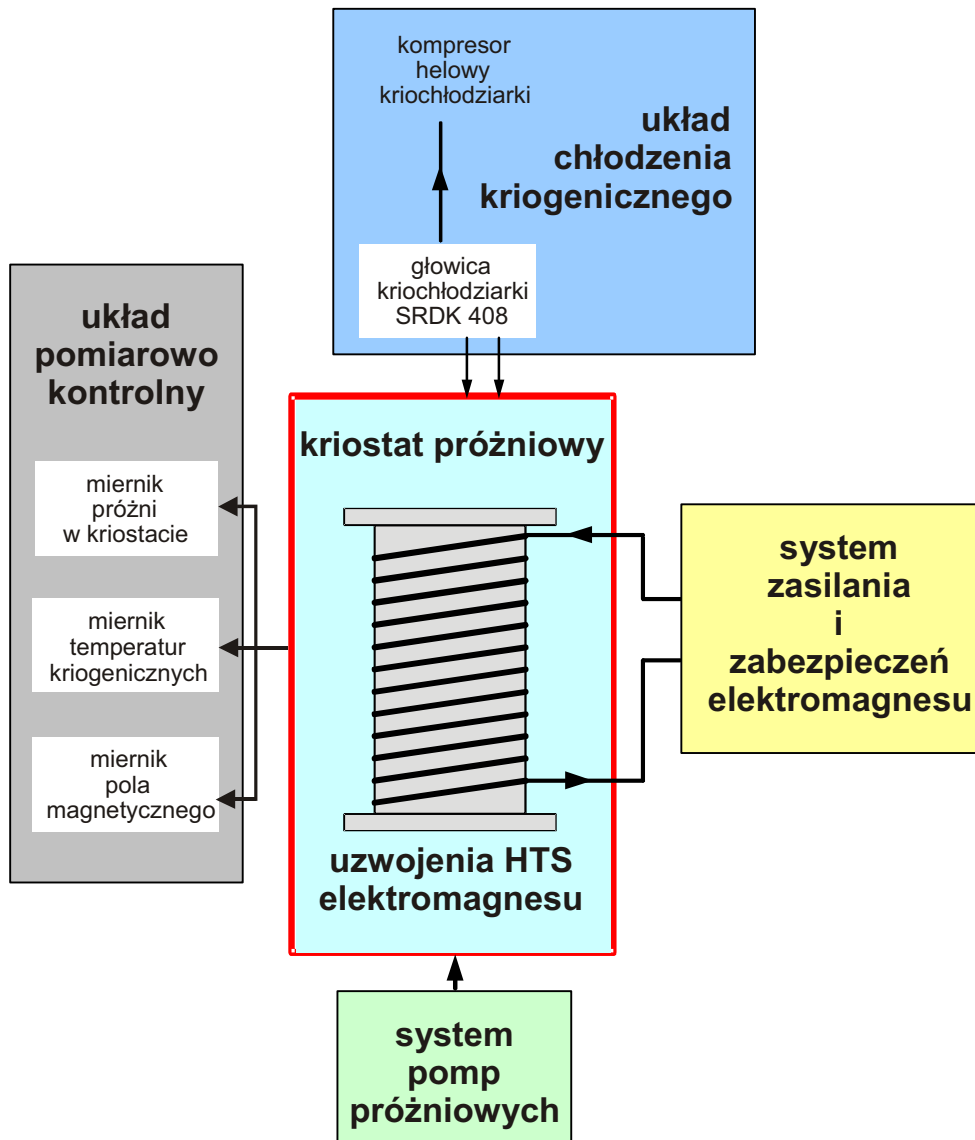 kompresor
helowy
kriochłodziarki
układ
chłodzenia
kriogenicznego
głowica
kriochłodziarki
SRDK 408
układ
pomiarowo
kontrolny
miernik
próżni
w kriostacie
miernik
temperatur
kriogenicznych
miernik
pola
magnetycznego
kriostat próżniowy
uzwojenia HTS
elektromagnesu
system
zasilania
i
zabezpieczeń
elektromagnesu
system
pomp
próżniowych